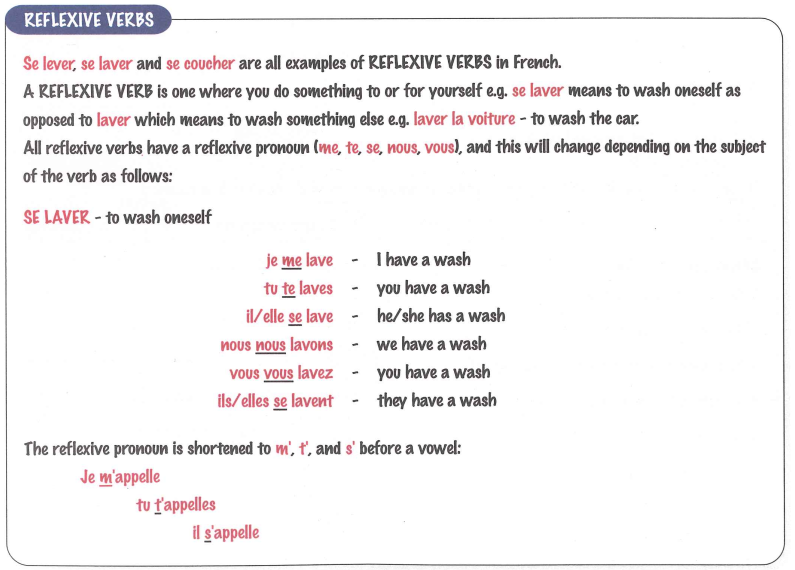 REFLEXIVE VERBS
Se lever, se laver and se coucher are all examples of REFLEXIVE VERBS in French.
A REFLEXIVE VERB is one where you do something to or for yourself e.g. se laver means to wash oneself as
opposed to laver which means to wash something else e.g. laver la voiture - to wash the car.
All reflexive verbs have a reflexive pronoun (me, te, se, nous, vous), and this will change depending on the subject
of the verb as follows:
SE LAVER - to wash oneself
je me lave - I have a wash
tu te laves - you have a wash
il/elle se lave - he/she has a wash
nous nous lavons - we have a wash
vous vous lavez - you have a wash
ils/elles se lavent - they have a wash
The reflexive pronoun is shortened to m', t', and s' before a vowel:
Je m'appelle
tu t'appelles
il s'appelle